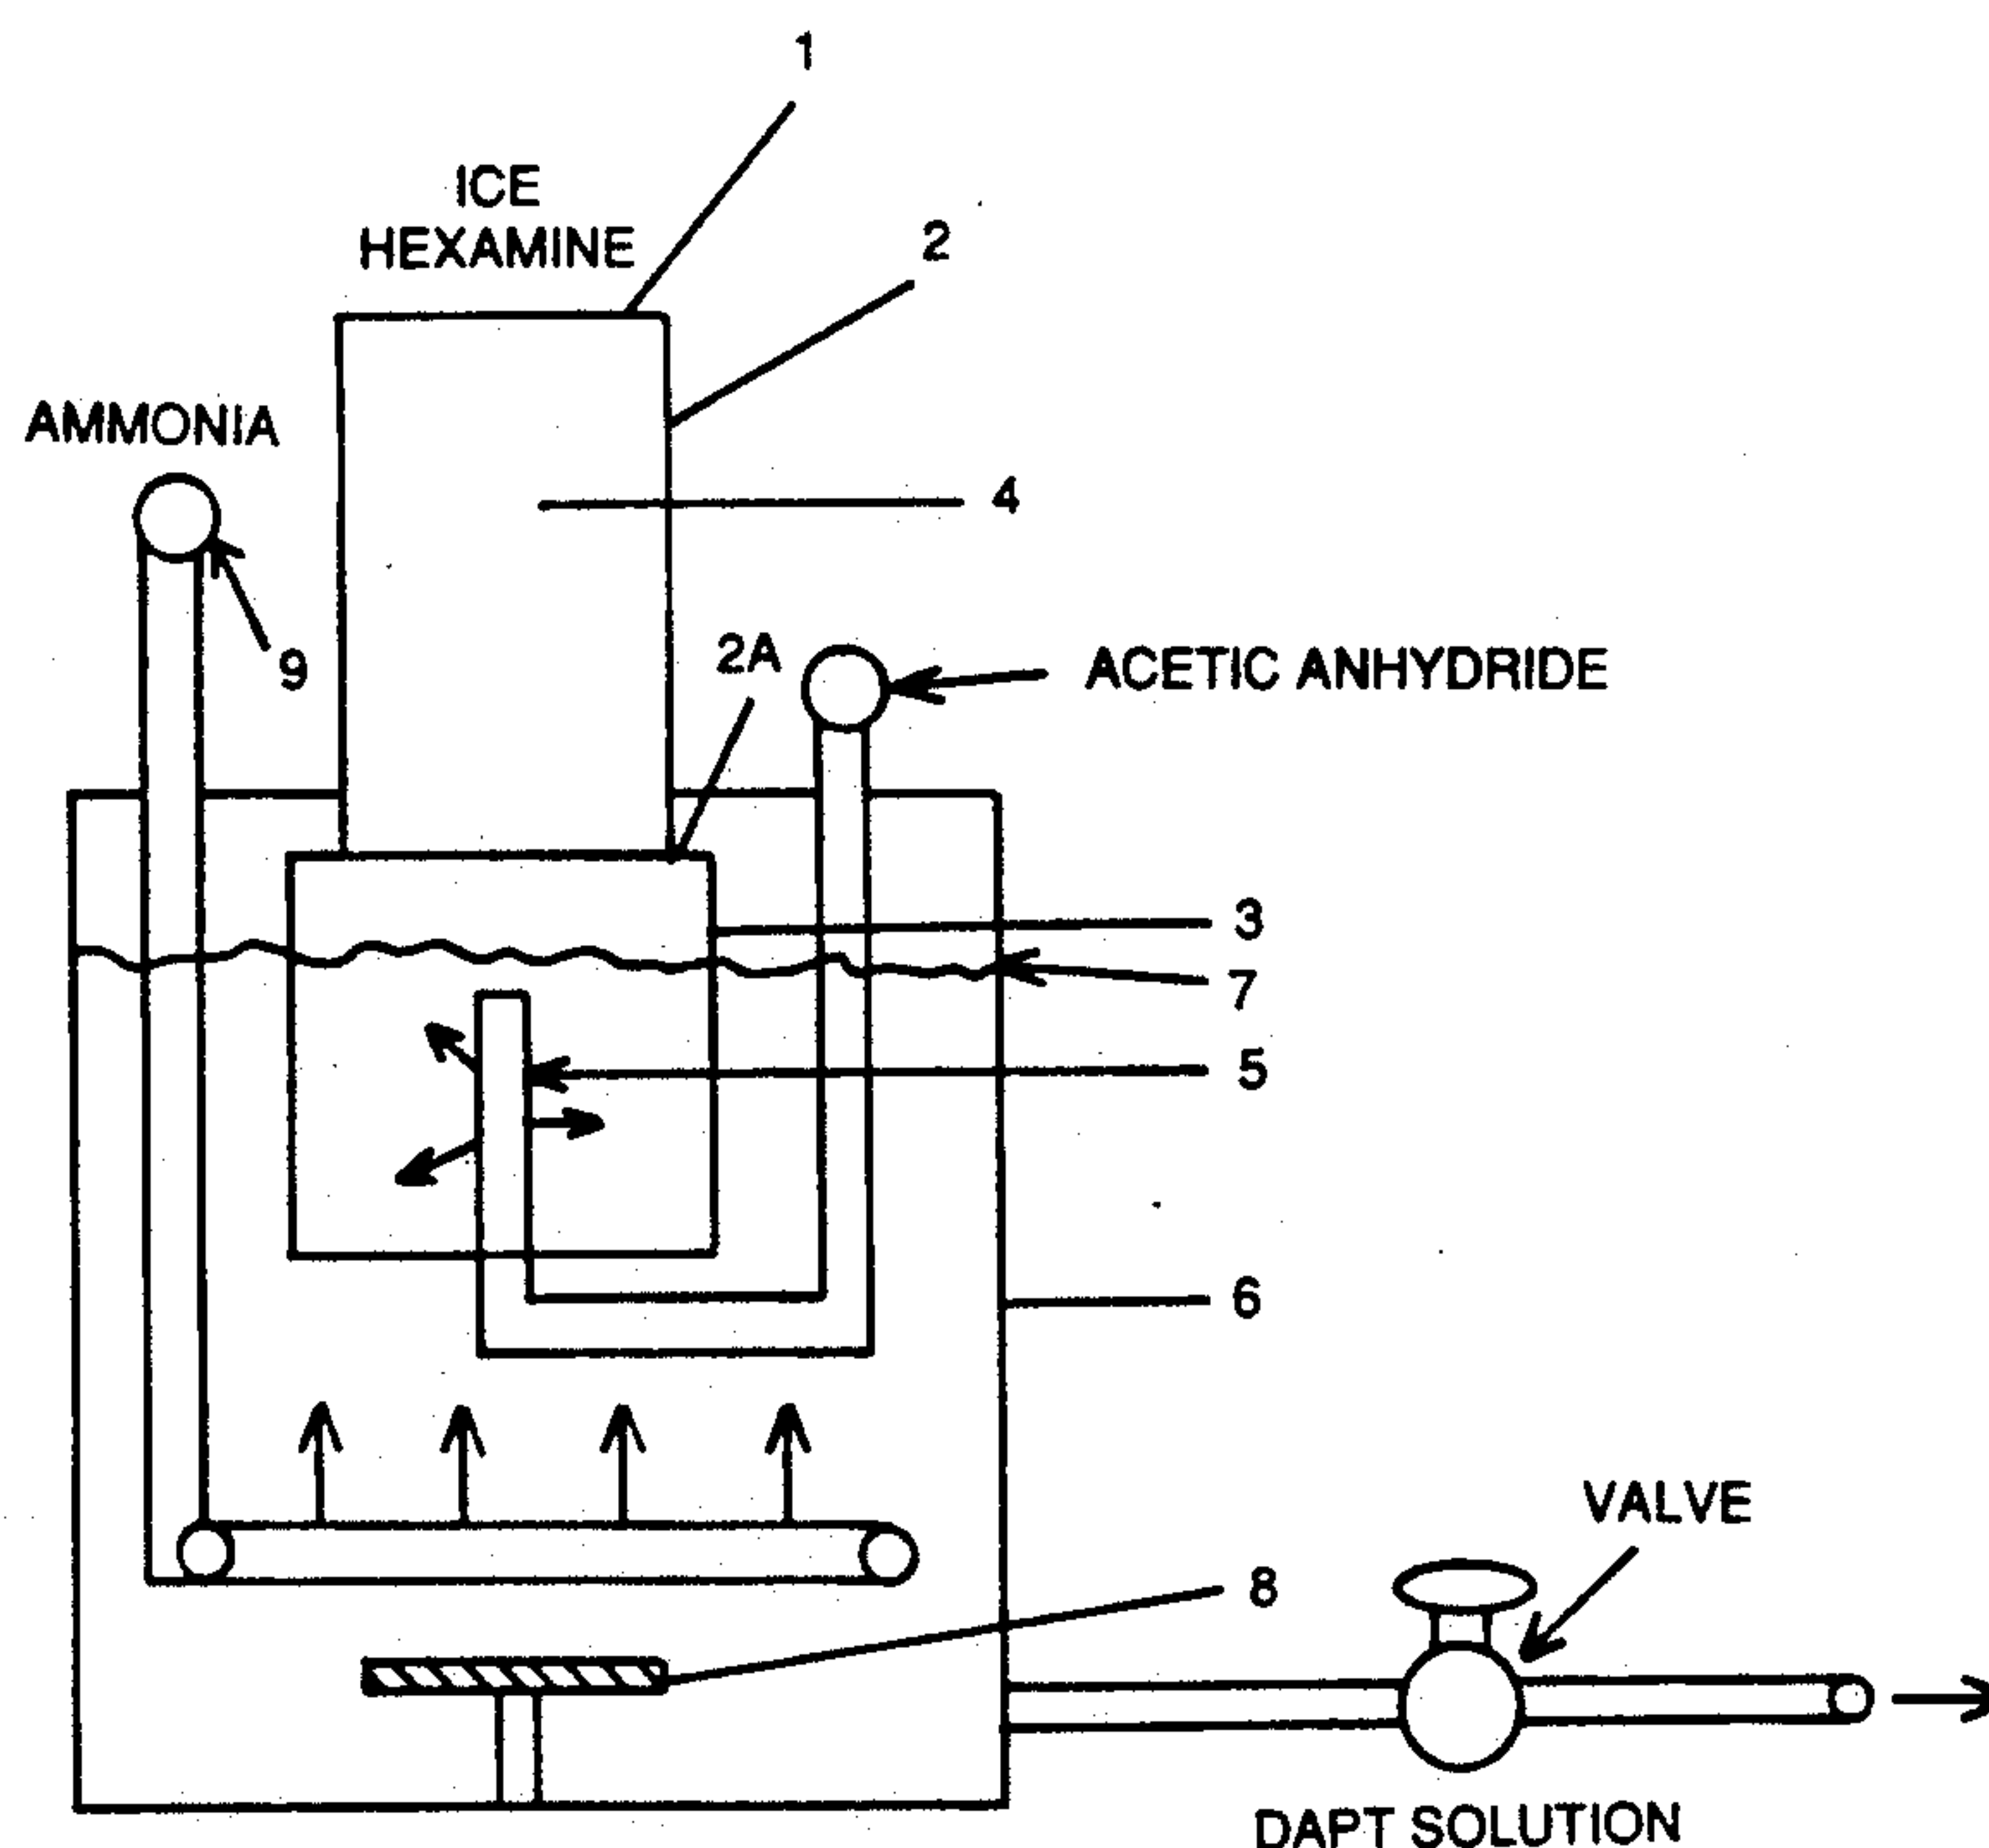 1
ICE
HEXAMINE
2
AMMONIA
4
9
2A
ACETIC ANHYDRIDE
3
7
5
6
VALVE
8
DAPT SOLUTION